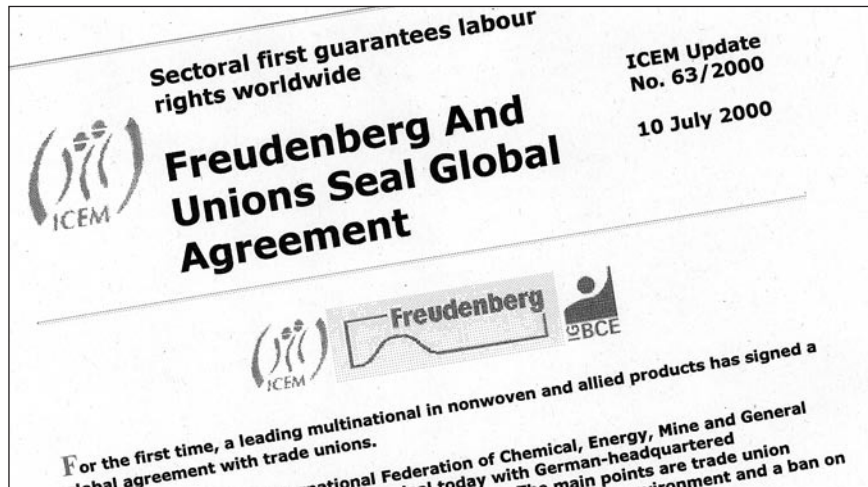 Sectoral first guarantees labour
rights worldwide
ICEM Update
No. 63/2000
10 July 2000
ICEM
Freudenberg And
Unions Seal Global
Agreement
ICEM
Freudenberg
IG BCE
For the first time, a leading multinational in nonwoven and allied products has signed a
global agreement with trade unions.
Federation of Chemical, Energy, Mine and General
today with German-headquartered
The main points are trade union
environment and a ban on